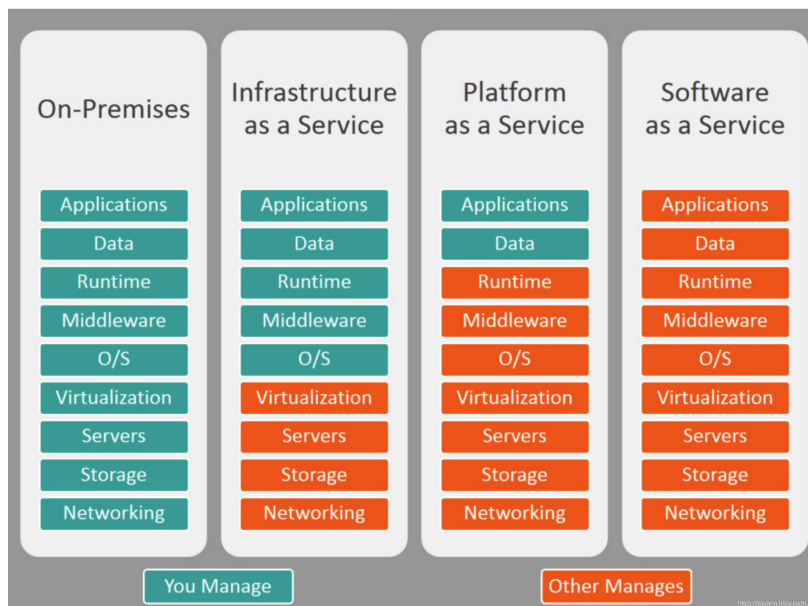 On-Premises
Applications
Data
Runtime
Middleware
O/S
Virtualization
Servers
Storage
Networking
Infrastructure
as a Service
Applications
Data
Runtime
Middleware
O/S
Virtualization
Servers
Storage
Networking
Platform
as a Service
Applications
Data
Runtime
Middleware
O/S
Virtualization
Servers
Storage
Networking
Software
as a Service
Applications
Data
Runtime
Middleware
O/S
Virtualization
Servers
Storage
Networking
You Manage
Other Manages